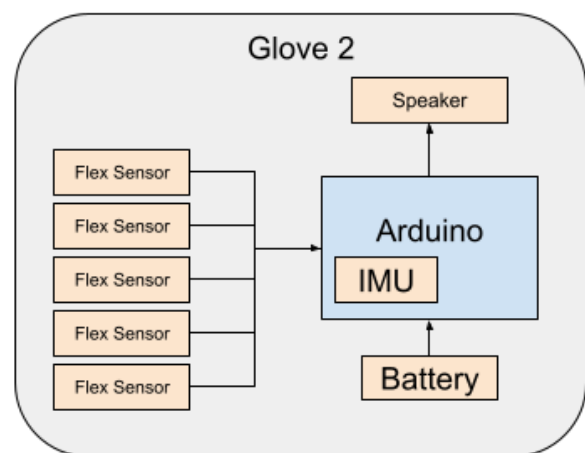 Glove 2
Speaker
Flex Sensor
Flex Sensor
Flex Sensor
Flex Sensor
Flex Sensor
Arduino
IMU
Battery